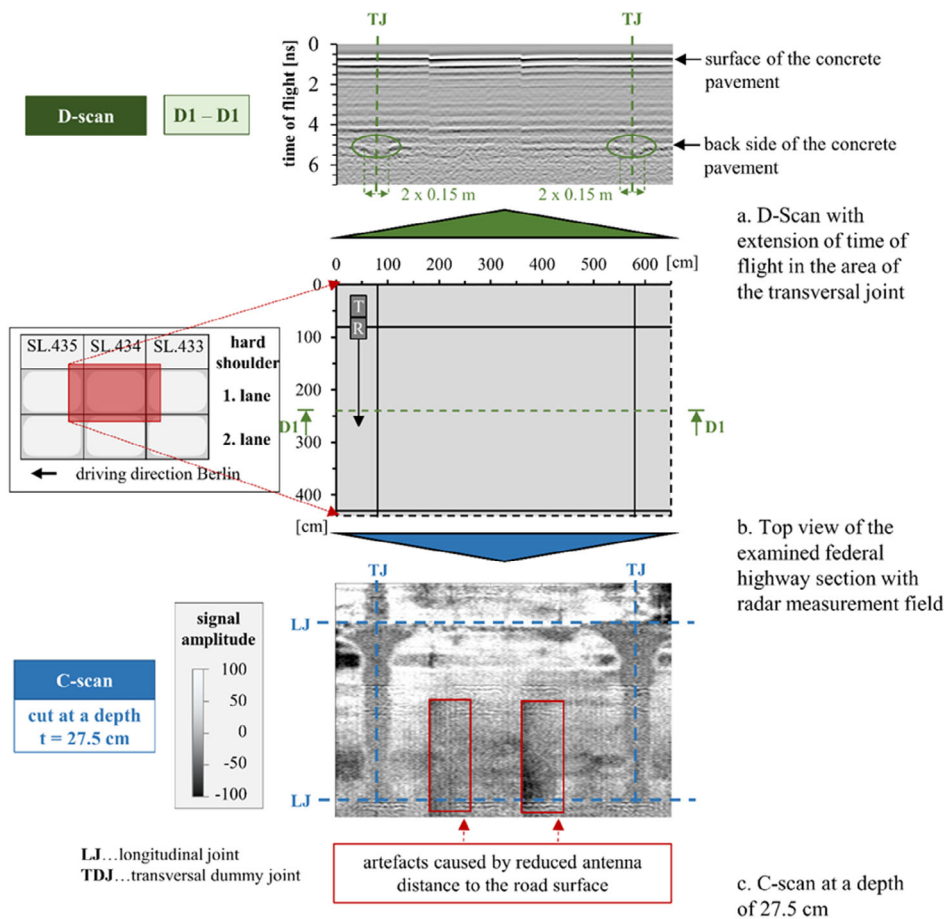 TJ
TJ
0
2
4
6
time of flight [ns]
surface of the concrete
pavement
D-scan
D1 – D1
back side of the concrete
pavement
2 x 0.15 m
2 x 0.15 m
a. D-Scan with
extension of time of
flight in the area of
the transversal joint
0
100
200
300
400
500
600
[cm]
0
100
200
300
400
[cm]
T
R
SL.435
SL.434
SL.433
hard
shoulder
1. lane
2. lane
driving direction Berlin
D1
D1
b. Top view of the
examined federal
highway section with
radar measurement field
TJ
TJ
LJ
LJ
signal
amplitude
100
50
0
-50
-100
C-scan
cut at a depth
t = 27.5 cm
LJ…longitudinal joint
TDJ…transversal dummy joint
artefacts caused by reduced antenna
distance to the road surface
c. C-scan at a depth
of 27.5 cm